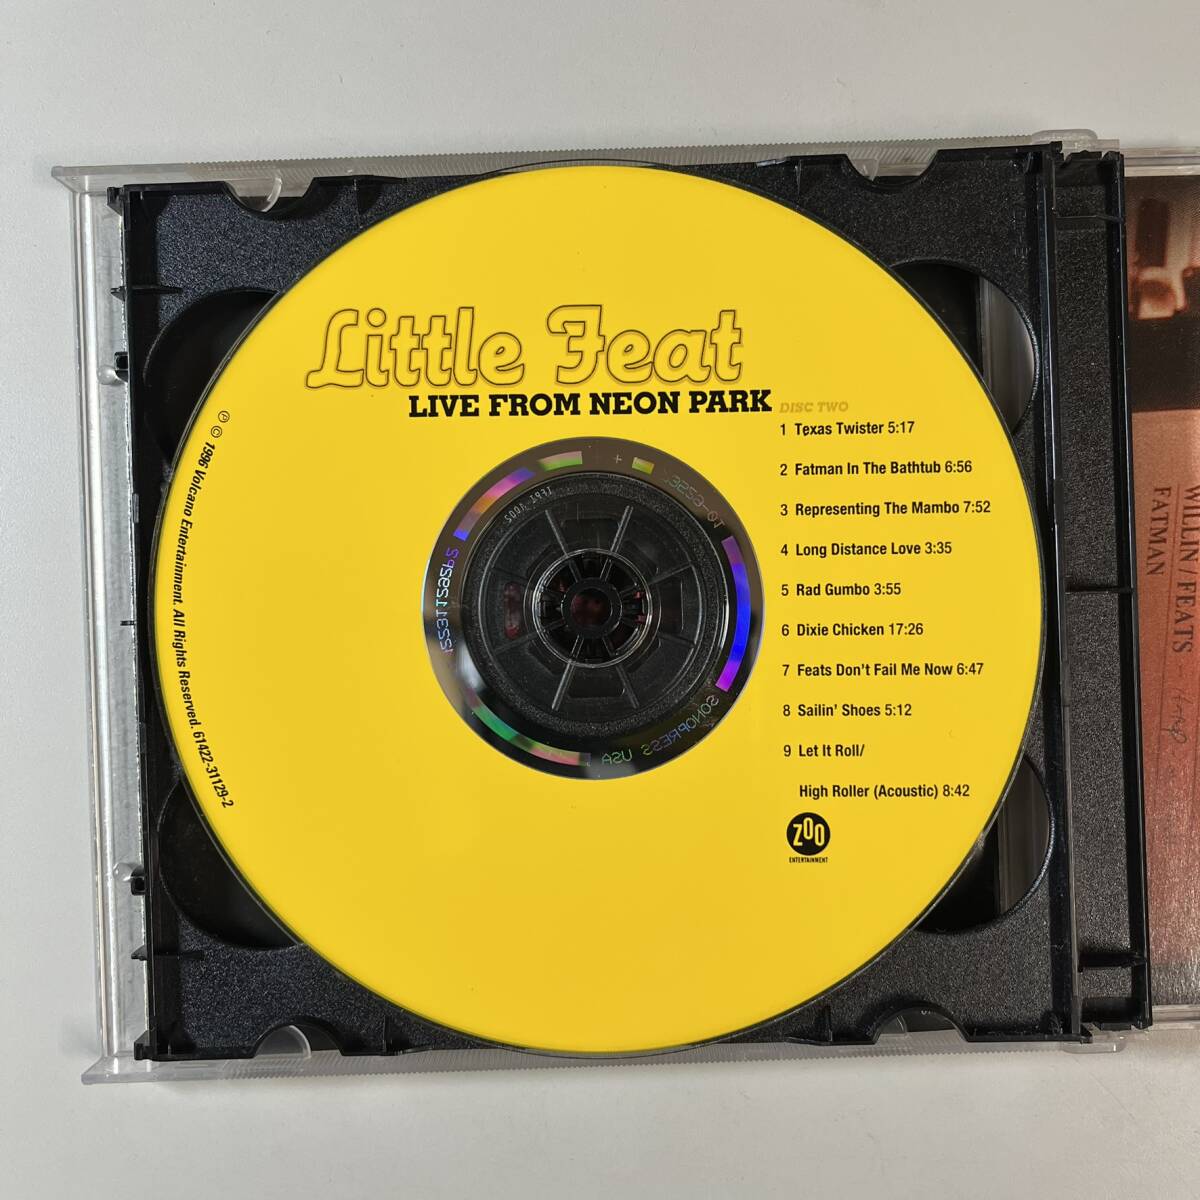 Little Feat
LIVE FROM NEON PARK
DISC TWO
1 Texas Twister 5:17
2 Fatman In The Bathtub 6:56
3 Representing The Mambo 7:52
4 Long Distance Love 3:35
5 Rad Gumbo 3:55
6 Dixie Chicken 17:26
7 Feats Don't Fail Me Now 6:47
8 Sailin' Shoes 5:12
9 Let It Roll/
High Roller (Acoustic) 8:42
ZOO
ENTERTAINMENT
℗ © 1996 Volcano Entertainment. All Rights Reserved. 61422-31129-2
SONOPRESS USA
WILLIN / FEATS
FATMAN